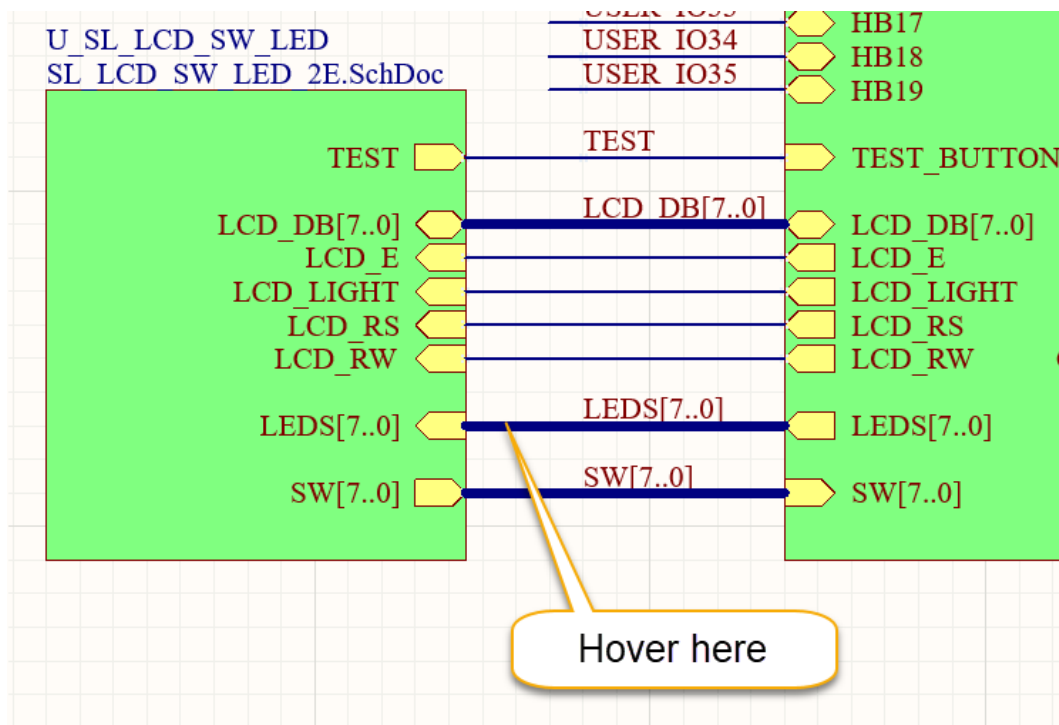 U_SL_LCD_SW_LED
SL_LCD_SW_LED_2E.SchDoc
USER_IO34
USER_IO35
HB17
HB18
HB19
TEST
TEST
TEST_BUTTON
LCD_DB[7..0]
LCD_DB[7..0]
LCD_DB[7..0]
LCD_E
LCD_E
LCD_LIGHT
LCD_LIGHT
LCD_RS
LCD_RS
LCD_RW
LCD_RW
LEDS[7..0]
LEDS[7..0]
LEDS[7..0]
SW[7..0]
SW[7..0]
SW[7..0]
Hover here